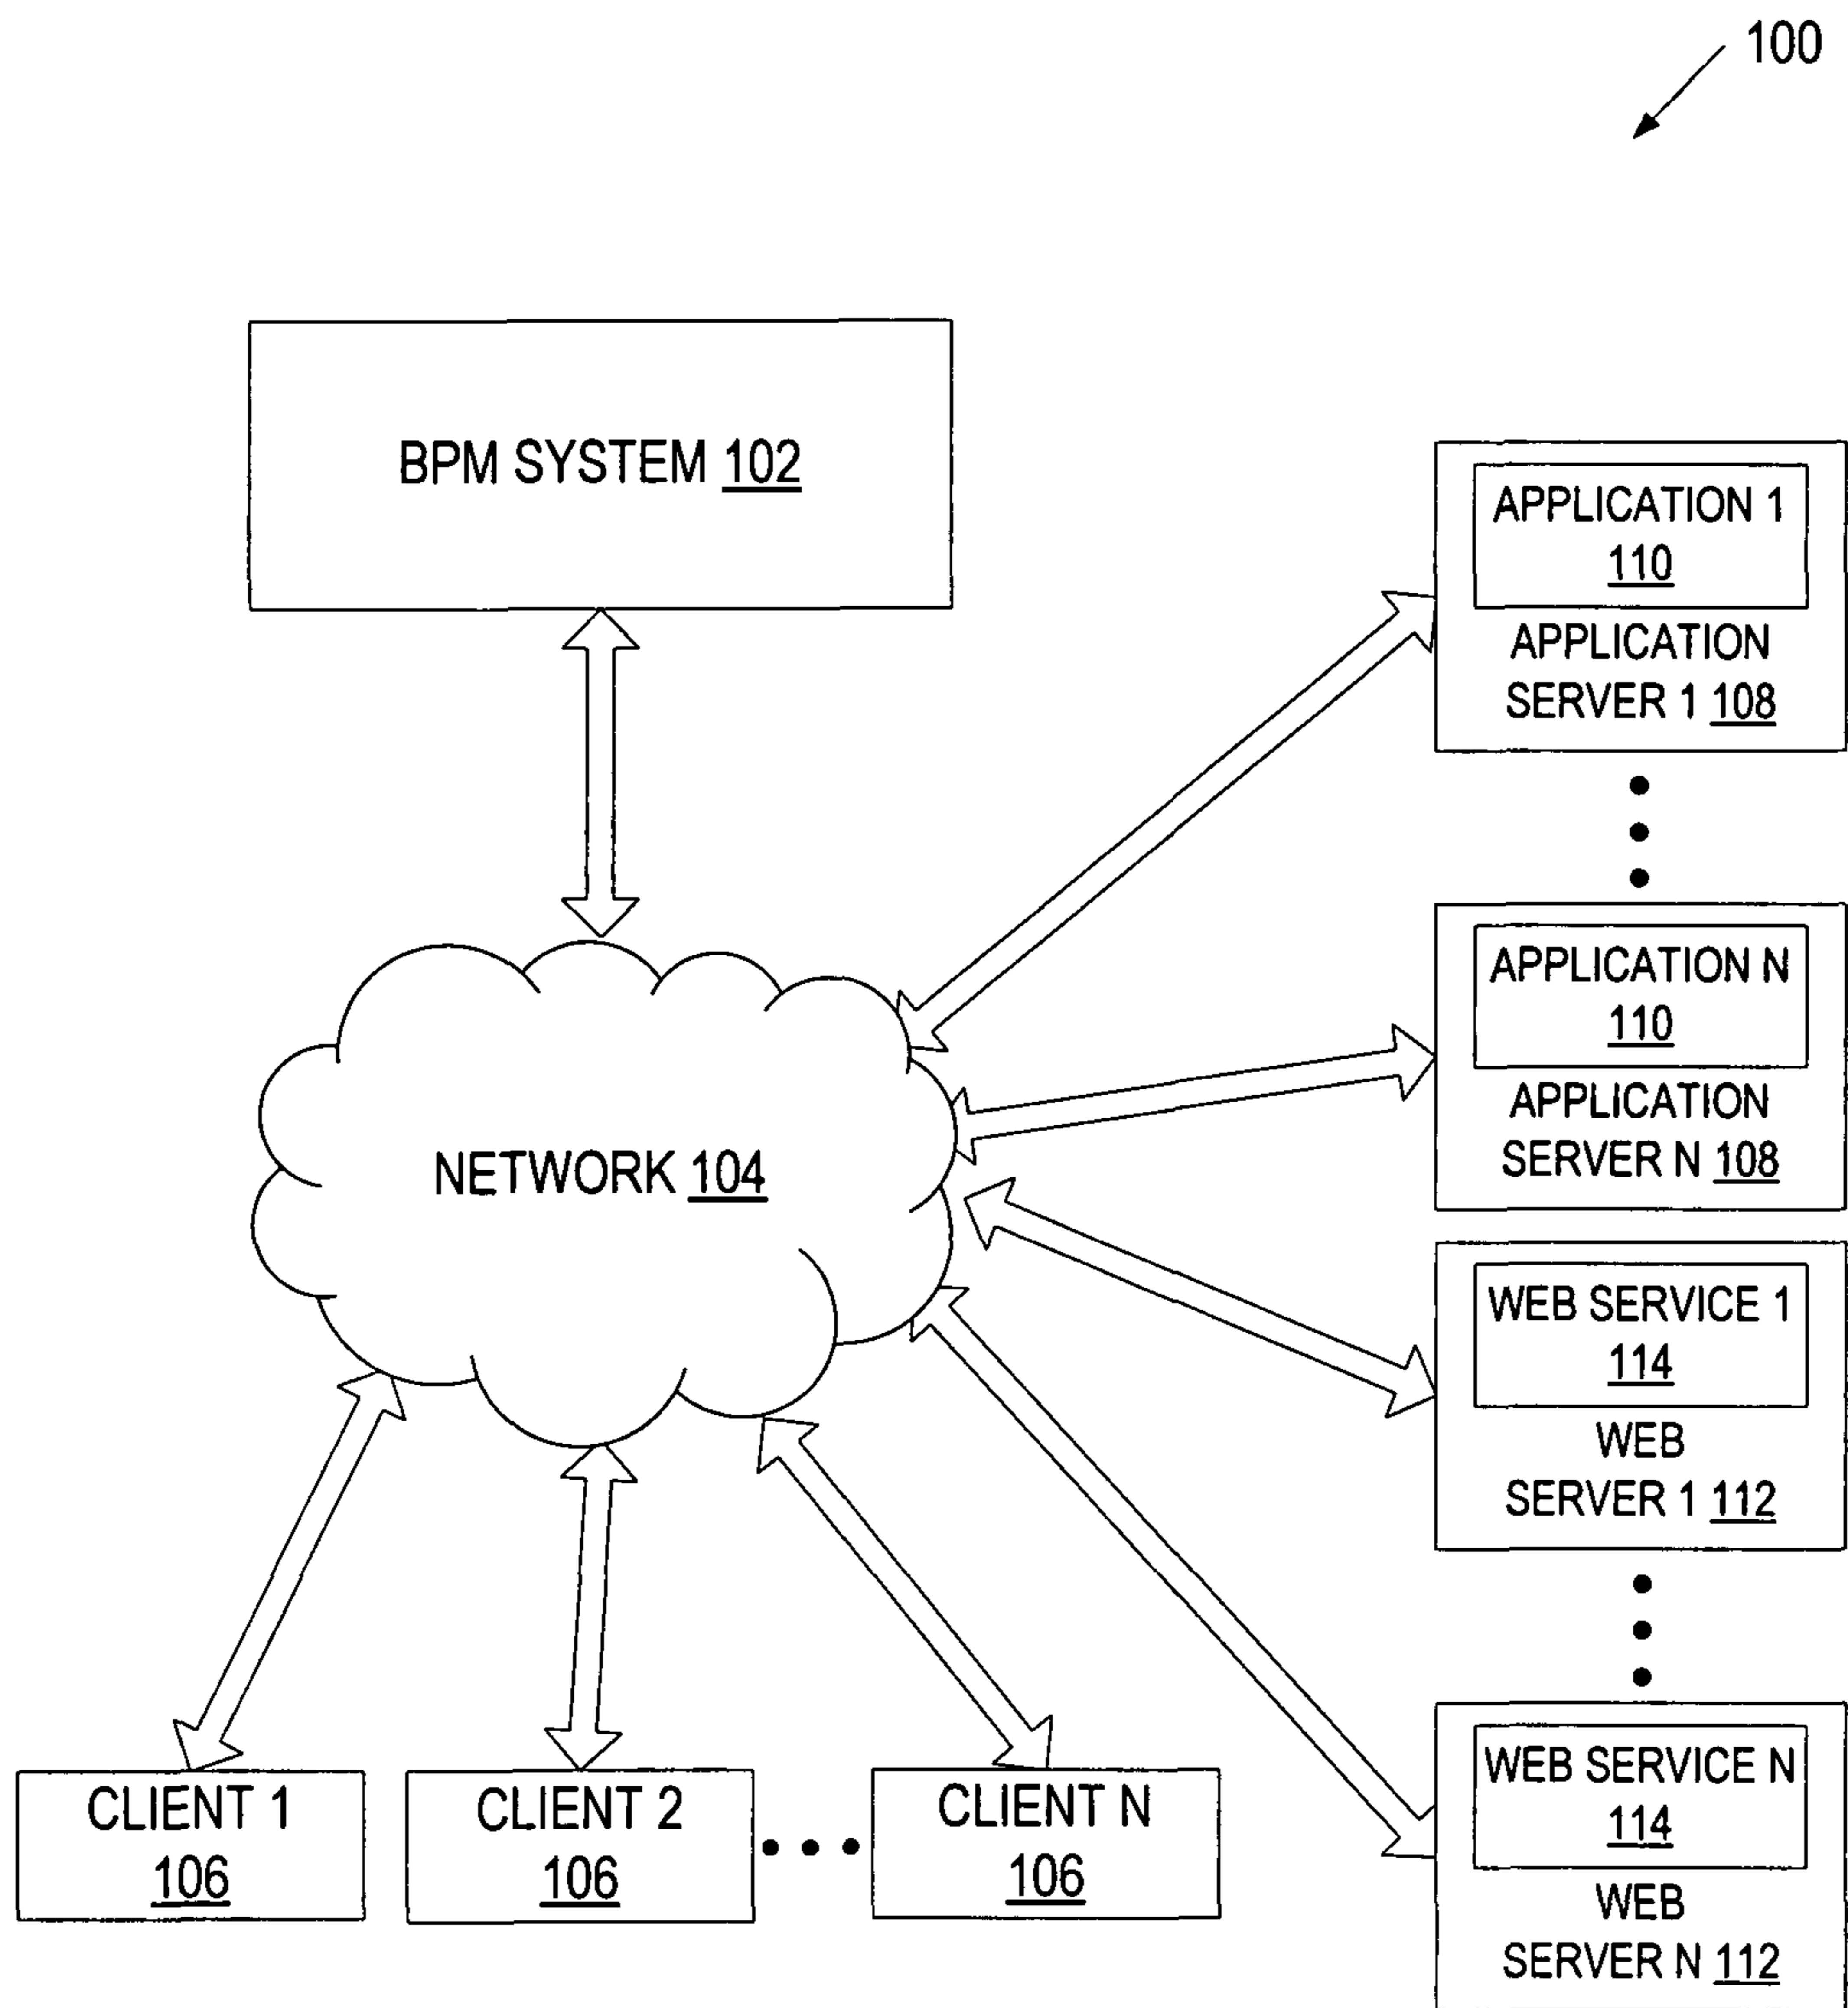 100
BPM SYSTEM 102
APPLICATION 1
110
APPLICATION
SERVER 1 108
APPLICATION N
110
APPLICATION
SERVER N 108
NETWORK 104
WEB SERVICE 1
114
WEB
SERVER 1 112
WEB SERVICE N
114
WEB
SERVER N 112
CLIENT 1
106
CLIENT 2
106
CLIENT N
106